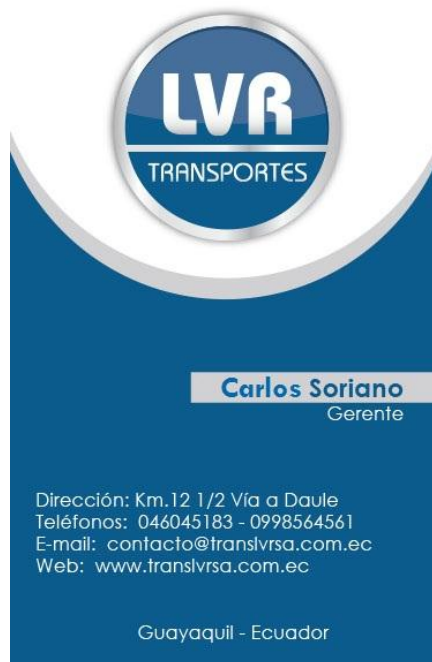 LVR
TRANSPORTES
Carlos Soriano
Gerente
Dirección: Km.12 1/2 Vía a Daule
Teléfonos: 046045183 - 0998564561
E-mail: contacto@translvrsa.com.ec
Web: www.translvrsa.com.ec
Guayaquil - Ecuador